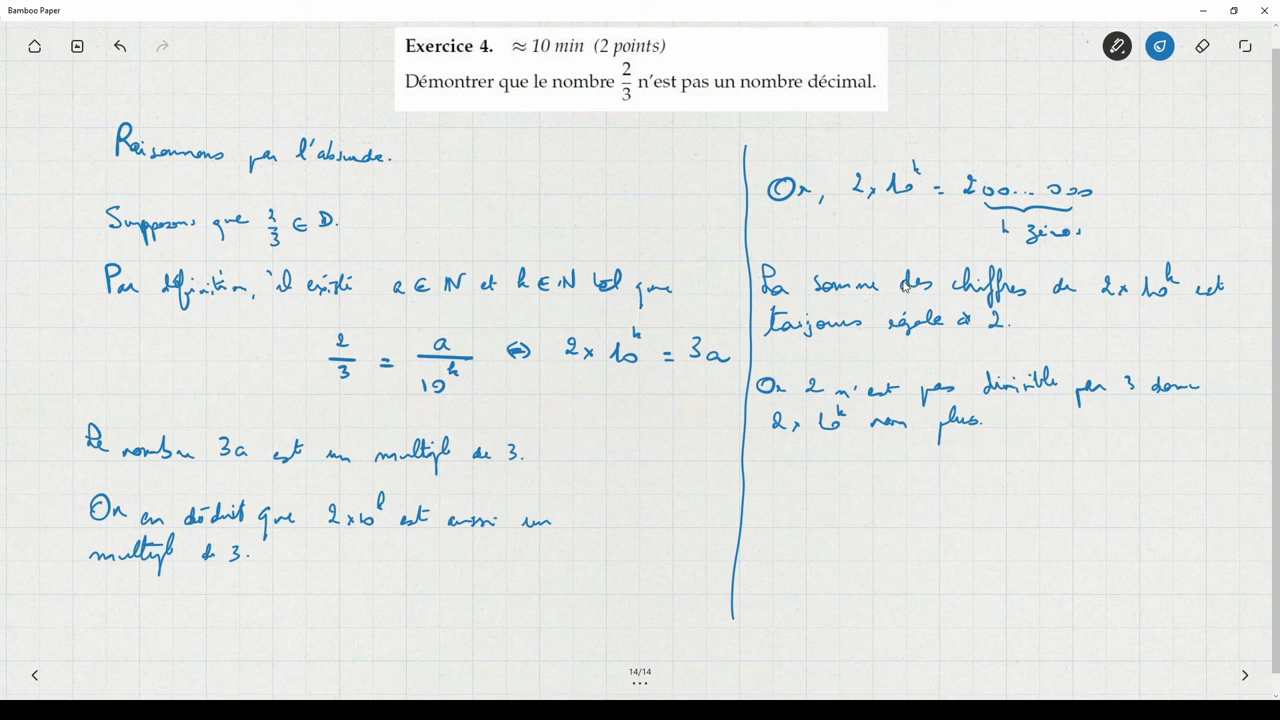 Bamboo Paper
Exercice 4. ≈ 10 min (2 points)
Démontrer que le nombre 2/3 n'est pas un nombre décimal.
Raisonnons par l'absurde.
Supposons que 2/3 ∈ D.
Par définition, il existe a ∈ N et k ∈ N tel que
2/3 = a/10^k ⇔ 2 × 10^k = 3a
Le nombre 3a est un multiple de 3.
On en déduit que 2×10^k est aussi un
multiple de 3.
Or, 2 × 10^k = 200...000
k zéros
La somme des chiffres de 2 × 10^k est
toujours égale à 2.
Or 2 n'est pas divisible par 3 donc
2 × 10^k non plus.
14/14